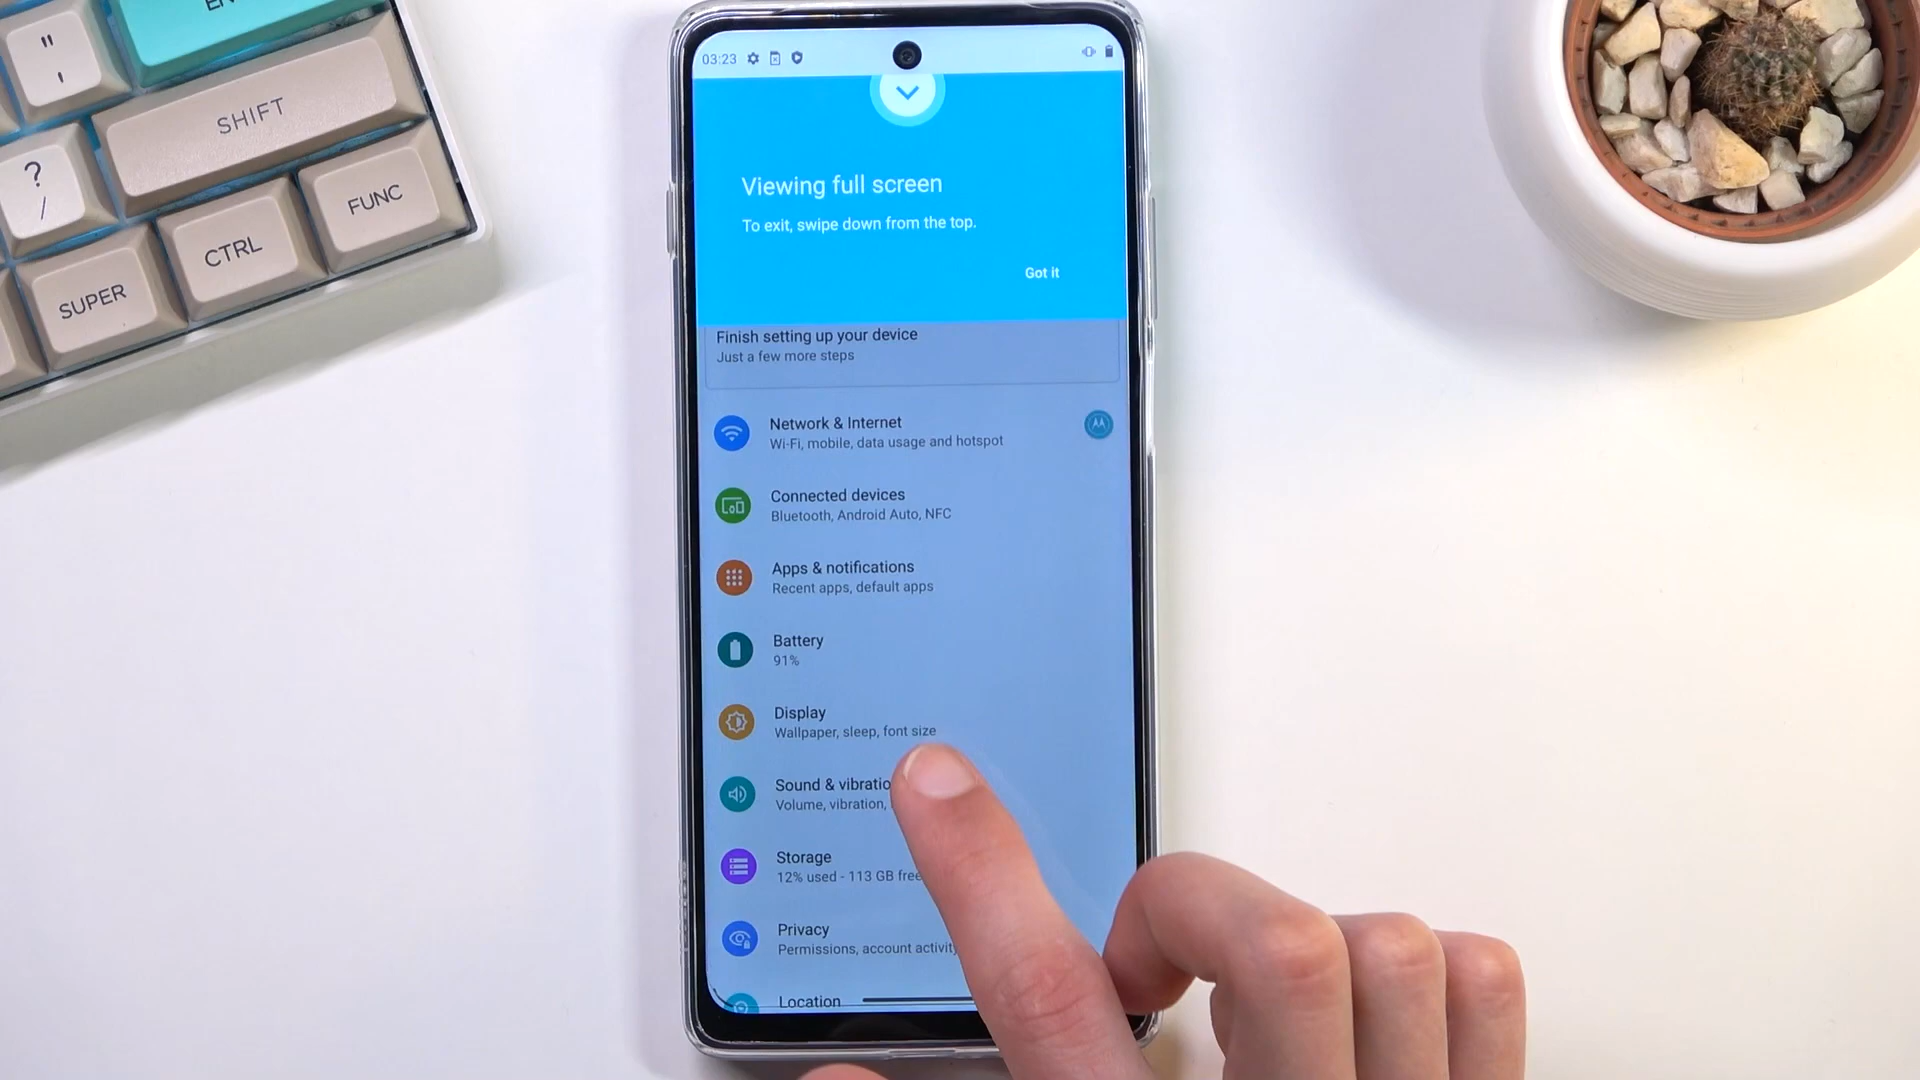 EN
"
'
SHIFT
?
/
CTRL
FUNC
SUPER
03:23
Viewing full screen
To exit, swipe down from the top.
Got it
Finish setting up your device
Just a few more steps
Network & Internet
Wi-Fi, mobile, data usage and hotspot
Connected devices
Bluetooth, Android Auto, NFC
Apps & notifications
Recent apps, default apps
Battery
91%
Display
Wallpaper, sleep, font size
Sound & vibratio
Volume, vibration,
Storage
12% used - 113 GB free
Privacy
Permissions, account activity
Location